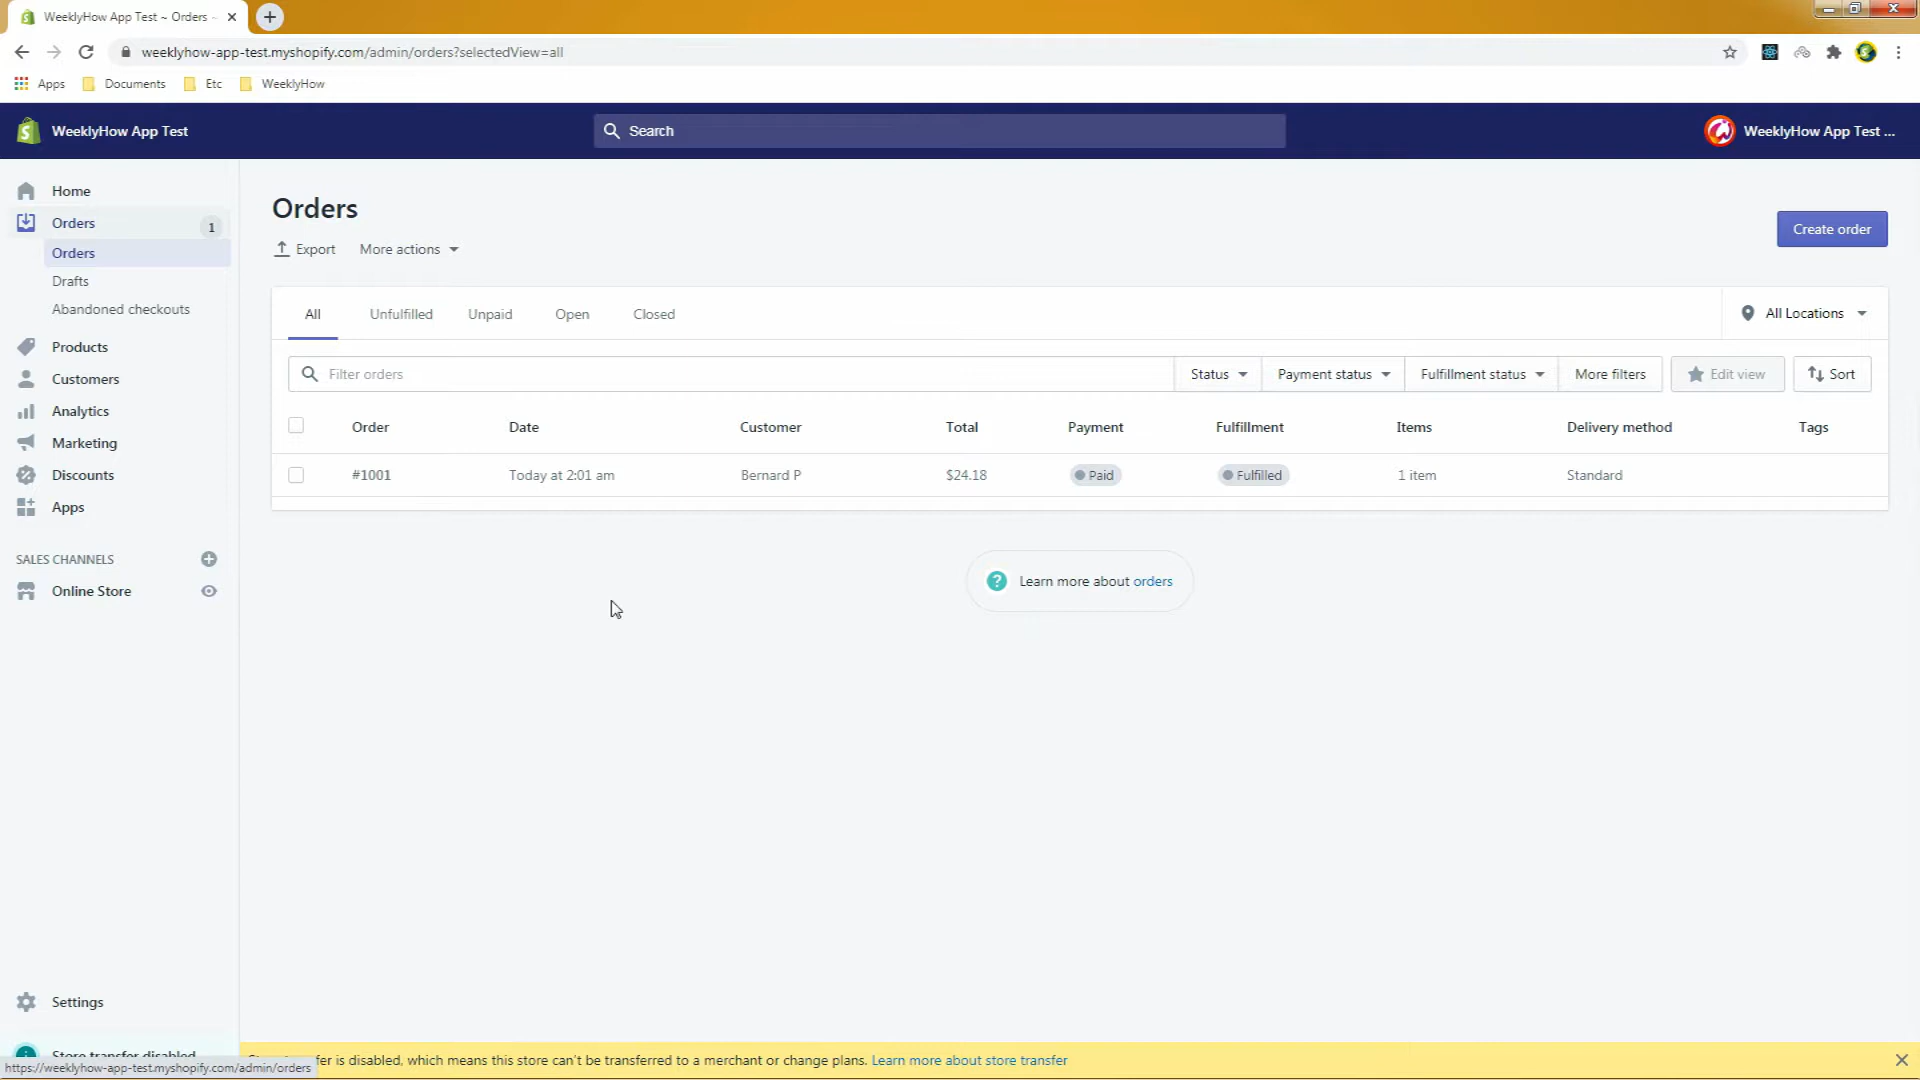 WeeklyHow App Test ~ Orders ~
weeklyhow-app-test.myshopify.com/admin/orders?selectedView=all
Apps
Documents
Etc
WeeklyHow
WeeklyHow App Test
Search
WeeklyHow App Test ...
Home
Orders
1
Orders
Drafts
Abandoned checkouts
Products
Customers
Analytics
Marketing
Discounts
Apps
SALES CHANNELS
Online Store
Settings
Store transfer disabled
Orders
Export
More actions
Create order
All
Unfulfilled
Unpaid
Open
Closed
All Locations
Filter orders
Status
Payment status
Fulfillment status
More filters
Edit view
Sort
Order Date Customer Total Payment Fulfillment Items Delivery method Tags
#1001 Today at 2:01 am Bernard P $24.18 Paid Fulfilled 1 item Standard
? Learn more about orders
is disabled, which means this store can't be transferred to a merchant or change plans. Learn more about store transfer
https://weeklyhow-app-test.myshopify.com/admin/orders